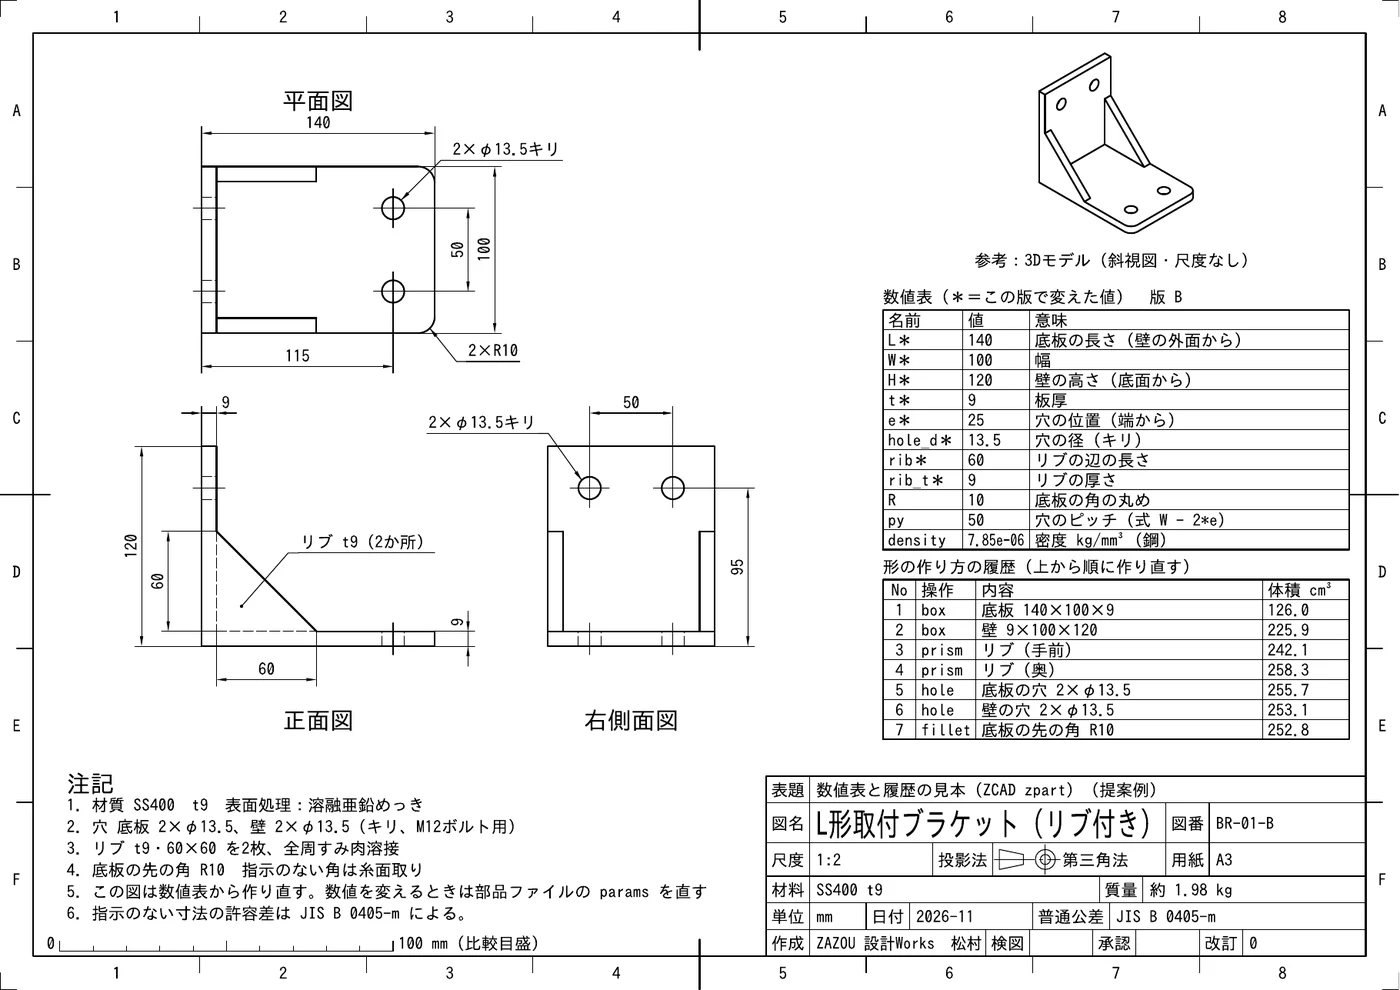 1 2 3 4 5 6 7 8
A A
B B
C C
D D
E E
F F
平面図
140
2×φ13.5キリ
50
100
115
2×R10
参考：3Dモデル（斜視図・尺度なし）
数値表（＊＝この版で変えた値）　版 B
名前 値 意味
L＊ 140 底板の長さ（壁の外面から）
W＊ 100 幅
H＊ 120 壁の高さ（底面から）
t＊ 9 板厚
e＊ 25 穴の位置（端から）
hole_d＊ 13.5 穴の径（キリ）
rib＊ 60 リブの辺の長さ
rib_t＊ 9 リブの厚さ
R 10 底板の角の丸め
py 50 穴のピッチ（式 W - 2*e）
density 7.85e-06 密度 kg/mm³（鋼）
形の作り方の履歴（上から順に作り直す）
No 操作 内容 体積 cm³
1 box 底板 140×100×9 126.0
2 box 壁 9×100×120 225.9
3 prism リブ（手前） 242.1
4 prism リブ（奥） 258.3
5 hole 底板の穴 2×φ13.5 255.7
6 hole 壁の穴 2×φ13.5 253.1
7 fillet 底板の先の角 R10 252.8
9
120
60
リブ t9（2か所）
9
60
正面図
2×φ13.5キリ
50
95
右側面図
注記
1. 材質 SS400　t9　表面処理：溶融亜鉛めっき
2. 穴 底板 2×φ13.5、壁 2×φ13.5（キリ、M12ボルト用）
3. リブ t9・60×60 を2枚、全周すみ肉溶接
4. 底板の先の角 R10　指示のない角は糸面取り
5. この図は数値表から作り直す。数値を変えるときは部品ファイルの params を直す
6. 指示のない寸法の許容差は JIS B 0405-m による。
0 100 mm（比較目盛）
表題 数値表と履歴の見本（ZCAD zpart）（提案例）
図名 L形取付ブラケット（リブ付き） 図番 BR-01-B
尺度 1:2 投影法 第三角法 用紙 A3
材料 SS400 t9 質量 約 1.98 kg
単位 mm 日付 2026-11 普通公差 JIS B 0405-m
作成 ZAZOU 設計Works　松村 検図 承認 改訂 0
1 2 3 4 5 6 7 8